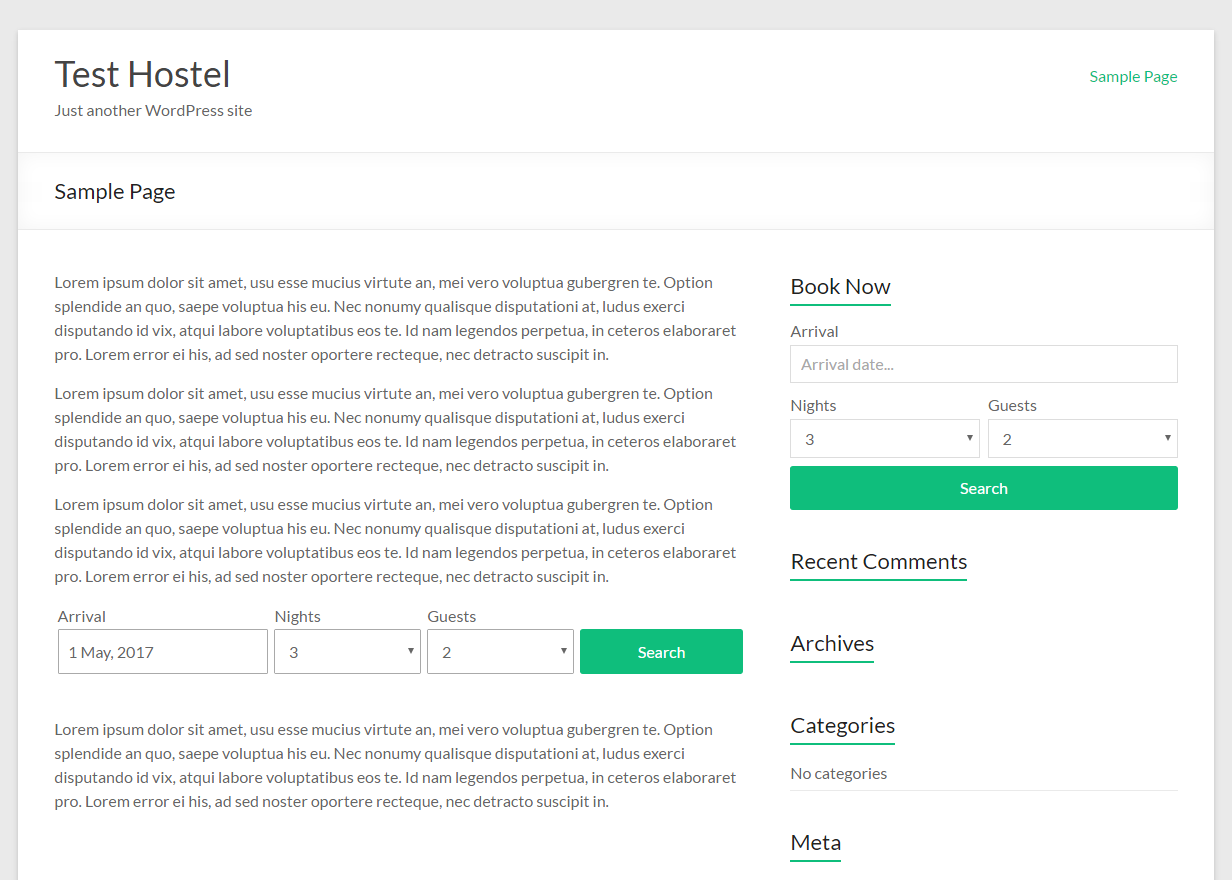 Test Hostel
Just another WordPress site
Sample Page
Sample Page
Lorem ipsum dolor sit amet, usu esse mucius virtute an, mei vero voluptua gubergren te. Option
splendide an quo, saepe voluptua his eu. Nec nonumy qualisque disputationi at, ludus exerci
disputando id vix, atqui labore voluptatibus eos te. Id nam legendos perpetua, in ceteros elaboraret
pro. Lorem error ei his, ad sed noster oportere recteque, nec detracto suscipit in.
Lorem ipsum dolor sit amet, usu esse mucius virtute an, mei vero voluptua gubergren te. Option
splendide an quo, saepe voluptua his eu. Nec nonumy qualisque disputationi at, ludus exerci
disputando id vix, atqui labore voluptatibus eos te. Id nam legendos perpetua, in ceteros elaboraret
pro. Lorem error ei his, ad sed noster oportere recteque, nec detracto suscipit in.
Lorem ipsum dolor sit amet, usu esse mucius virtute an, mei vero voluptua gubergren te. Option
splendide an quo, saepe voluptua his eu. Nec nonumy qualisque disputationi at, ludus exerci
disputando id vix, atqui labore voluptatibus eos te. Id nam legendos perpetua, in ceteros elaboraret
pro. Lorem error ei his, ad sed noster oportere recteque, nec detracto suscipit in.
Arrival Nights Guests
1 May, 2017 3 2 Search
Lorem ipsum dolor sit amet, usu esse mucius virtute an, mei vero voluptua gubergren te. Option
splendide an quo, saepe voluptua his eu. Nec nonumy qualisque disputationi at, ludus exerci
disputando id vix, atqui labore voluptatibus eos te. Id nam legendos perpetua, in ceteros elaboraret
pro. Lorem error ei his, ad sed noster oportere recteque, nec detracto suscipit in.
Book Now
Arrival
Arrival date...
Nights Guests
3 2
Search
Recent Comments
Archives
Categories
No categories
Meta